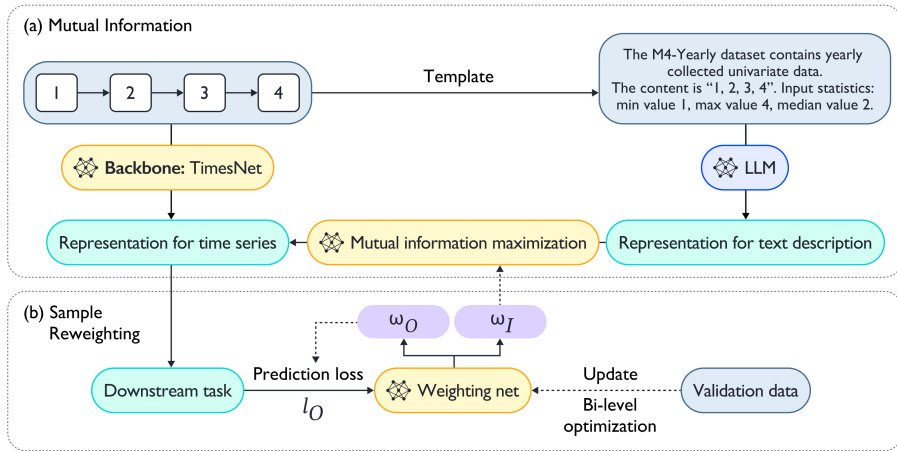 (a) Mutual Information
1
2
3
4
Template
The M4-Yearly dataset contains yearly
collected univariate data.
The content is “1, 2, 3, 4”. Input statistics:
min value 1, max value 4, median value 2.
Backbone: TimesNet
LLM
Representation for time series
Mutual information maximization
Representation for text description
(b) Sample
Reweighting
ω_O
ω_I
Downstream task
Prediction loss
l_O
Weighting net
Update
Bi-level
optimization
Validation data